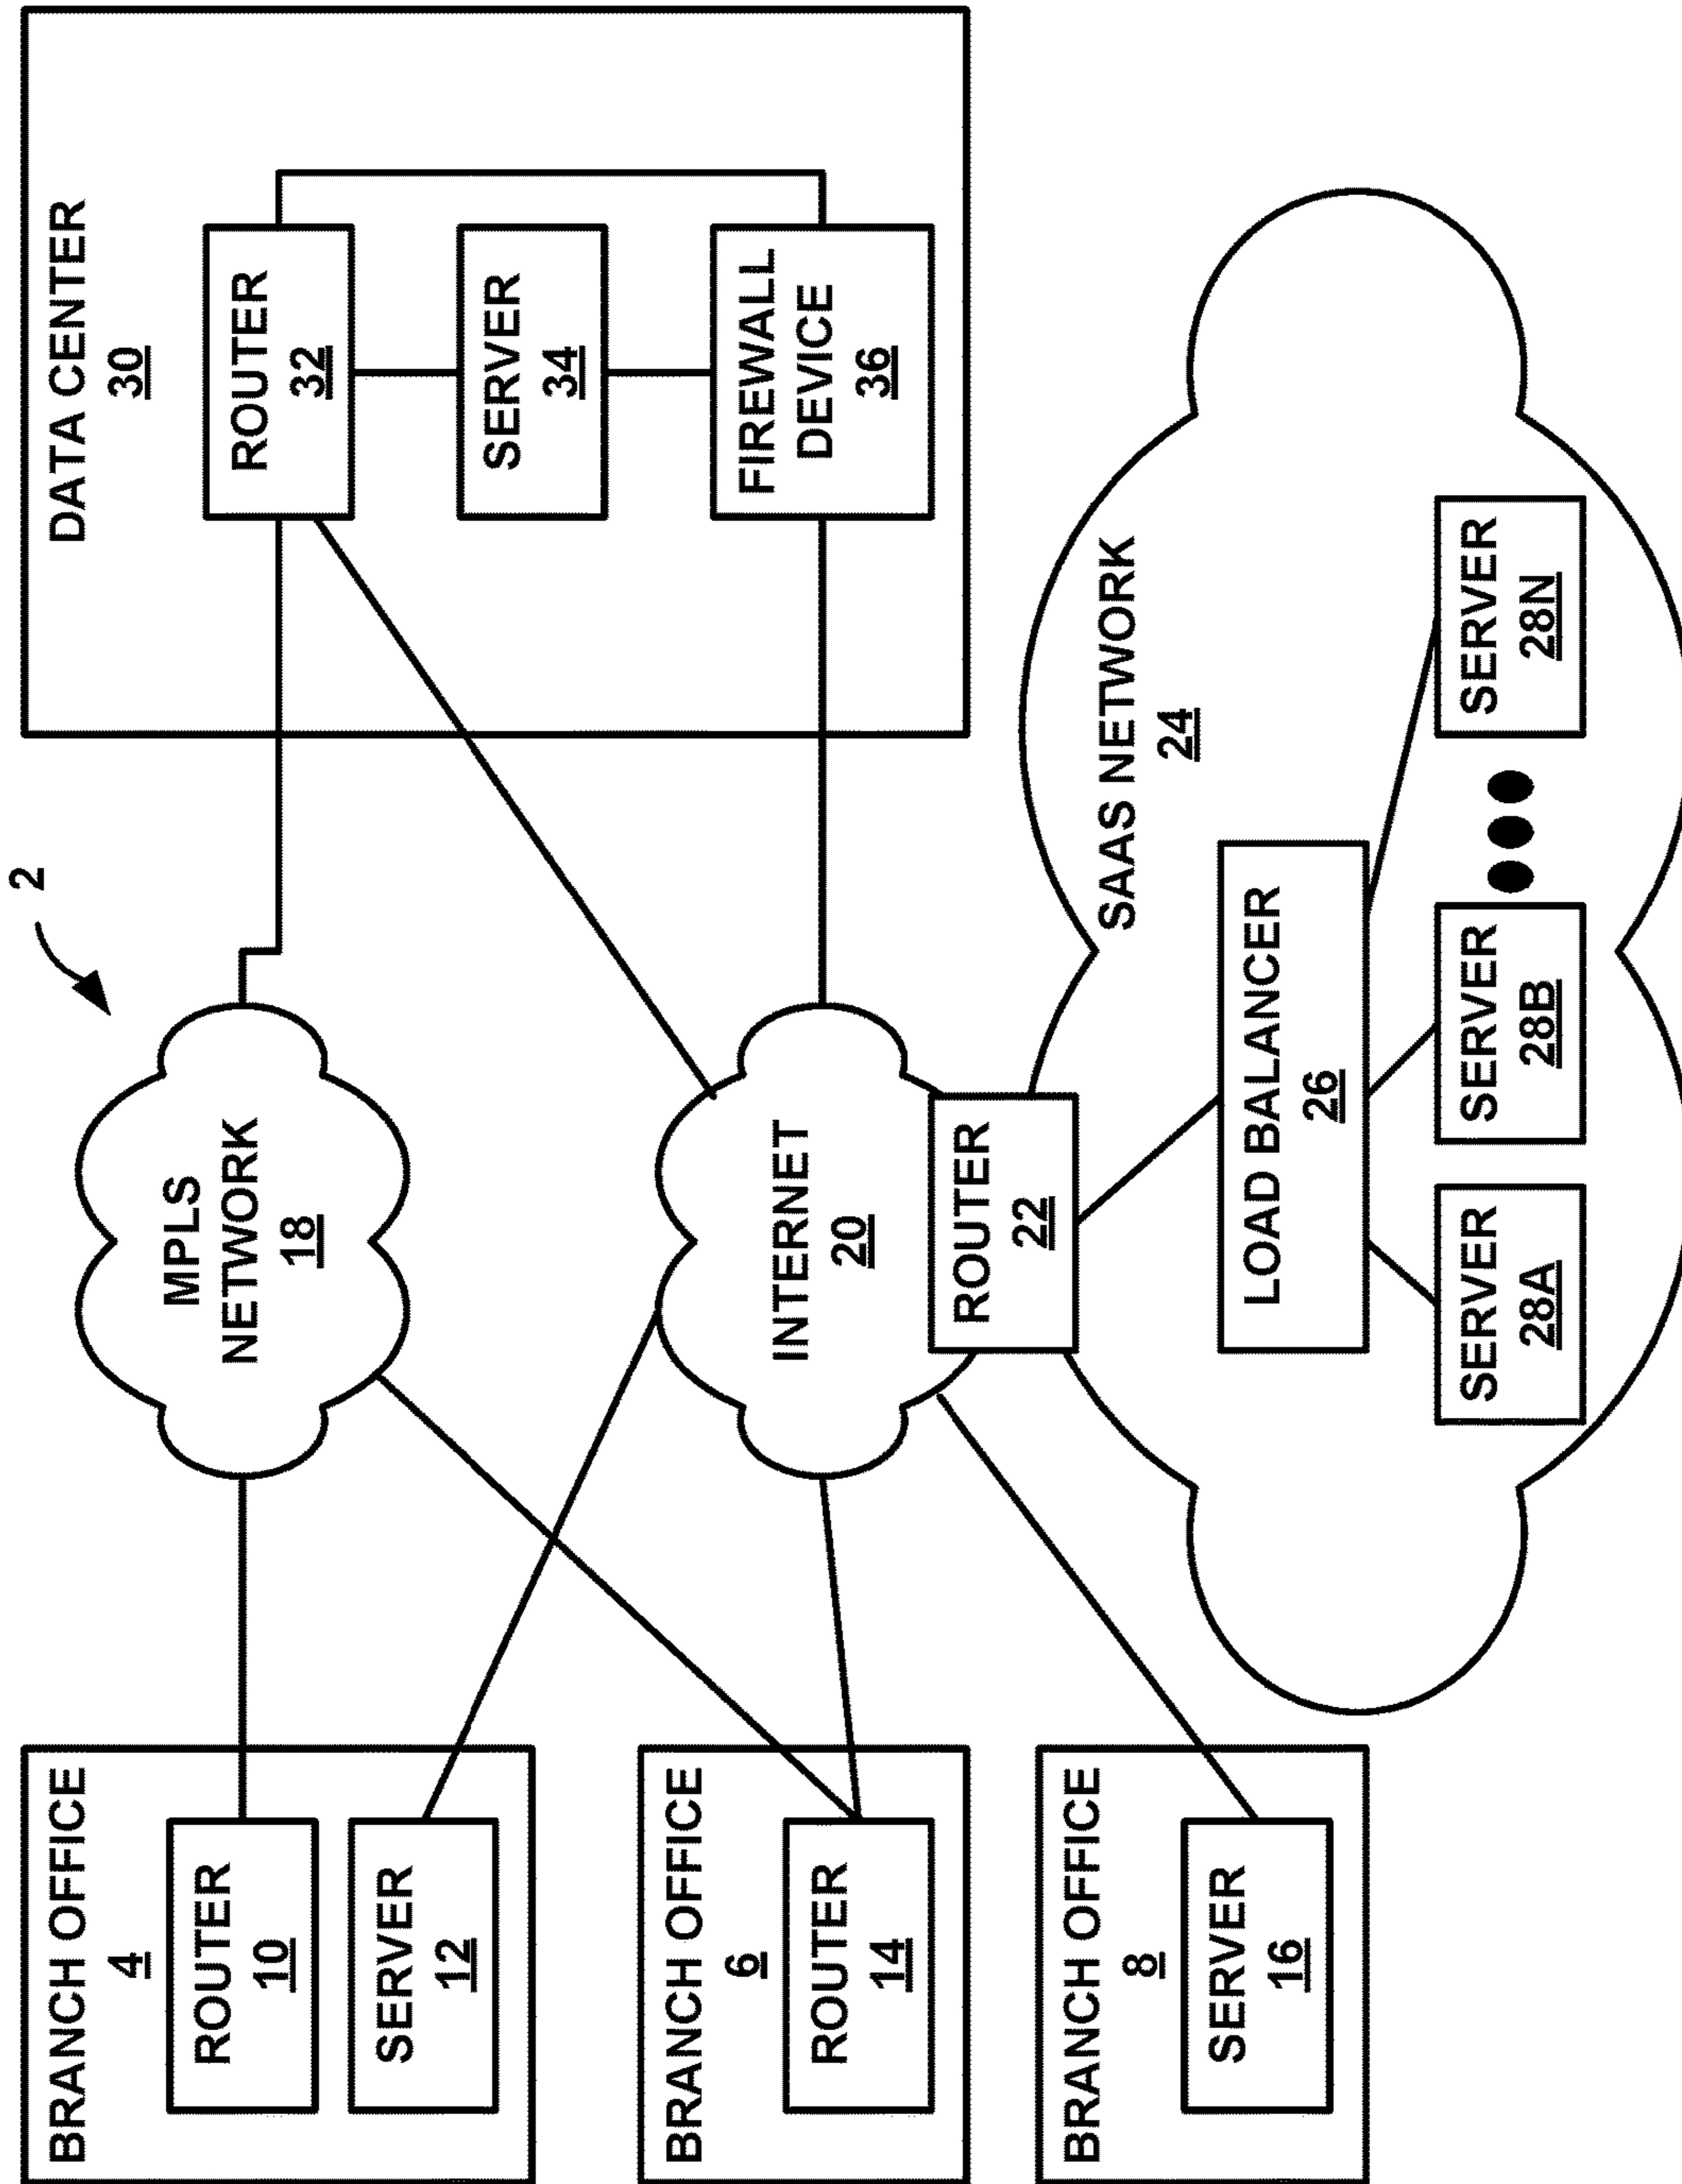 2
BRANCH OFFICE
4
ROUTER
10
SERVER
12
BRANCH OFFICE
6
ROUTER
14
BRANCH OFFICE
8
SERVER
16
MPLS
NETWORK
18
INTERNET
20
ROUTER
22
DATA CENTER
30
ROUTER
32
SERVER
34
FIREWALL
DEVICE
36
SAAS NETWORK
24
LOAD BALANCER
26
SERVER
28A
SERVER
28B
SERVER
28N